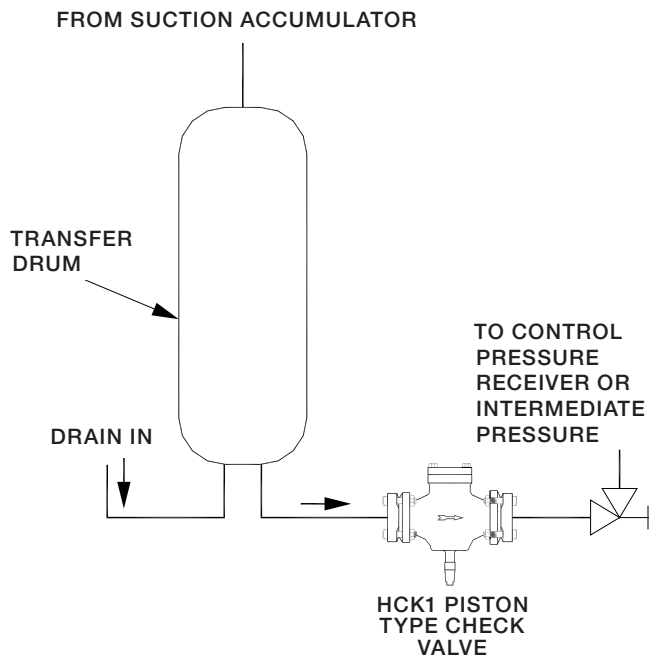 FROM SUCTION ACCUMULATOR
TRANSFER
DRUM
DRAIN IN
TO CONTROL
PRESSURE
RECEIVER OR
INTERMEDIATE
PRESSURE
HCK1 PISTON
TYPE CHECK
VALVE